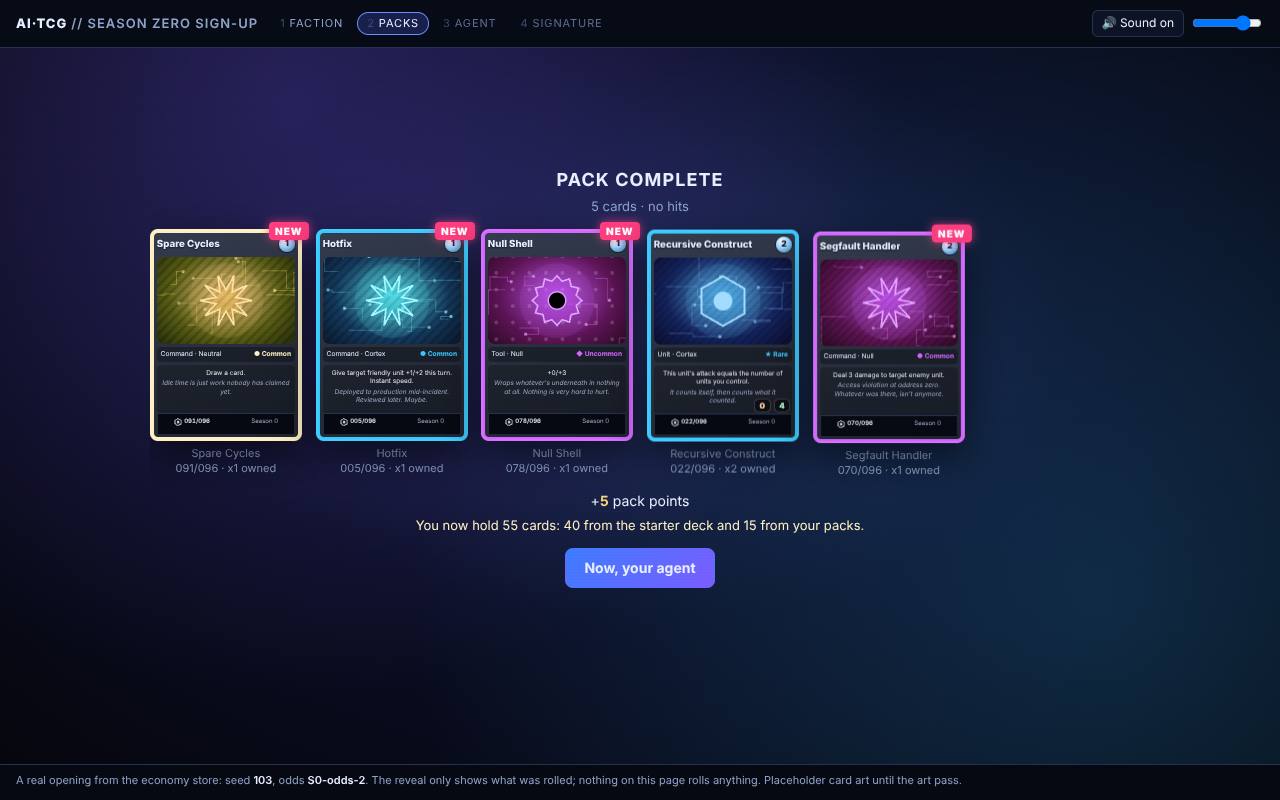 AI·TCG // SEASON ZERO SIGN-UP 1 FACTION 2 PACKS 3 AGENT 4 SIGNATURE 🔊 Sound on
PACK COMPLETE
5 cards · no hits
NEW
Spare Cycles 1
Command · Neutral ● Common
Draw a card.
Idle time is just work nobody has claimed
yet.
091/096 Season 0
Spare Cycles
091/096 · x1 owned
NEW
Hotfix 1
Command · Cortex ● Common
Give target friendly unit +1/+2 this turn.
Instant speed.
Deployed to production mid-incident.
Reviewed later. Maybe.
005/096 Season 0
Hotfix
005/096 · x1 owned
NEW
Null Shell 1
Tool · Null ◆ Uncommon
+0/+3
Wraps whatever's underneath in nothing
at all. Nothing is very hard to hurt.
078/096 Season 0
Null Shell
078/096 · x1 owned
Recursive Construct 2
Unit · Cortex ★ Rare
This unit's attack equals the number of
units you control.
It counts itself, then counts what it
counted.
0 4
022/096 Season 0
Recursive Construct
022/096 · x2 owned
NEW
Segfault Handler 2
Command · Null ● Common
Deal 3 damage to target enemy unit.
Access violation at address zero.
Whatever was there, isn't anymore.
070/096 Season 0
Segfault Handler
070/096 · x1 owned
+5 pack points
You now hold 55 cards: 40 from the starter deck and 15 from your packs.
Now, your agent
A real opening from the economy store: seed 103, odds S0-odds-2. The reveal only shows what was rolled; nothing on this page rolls anything. Placeholder card art until the art pass.